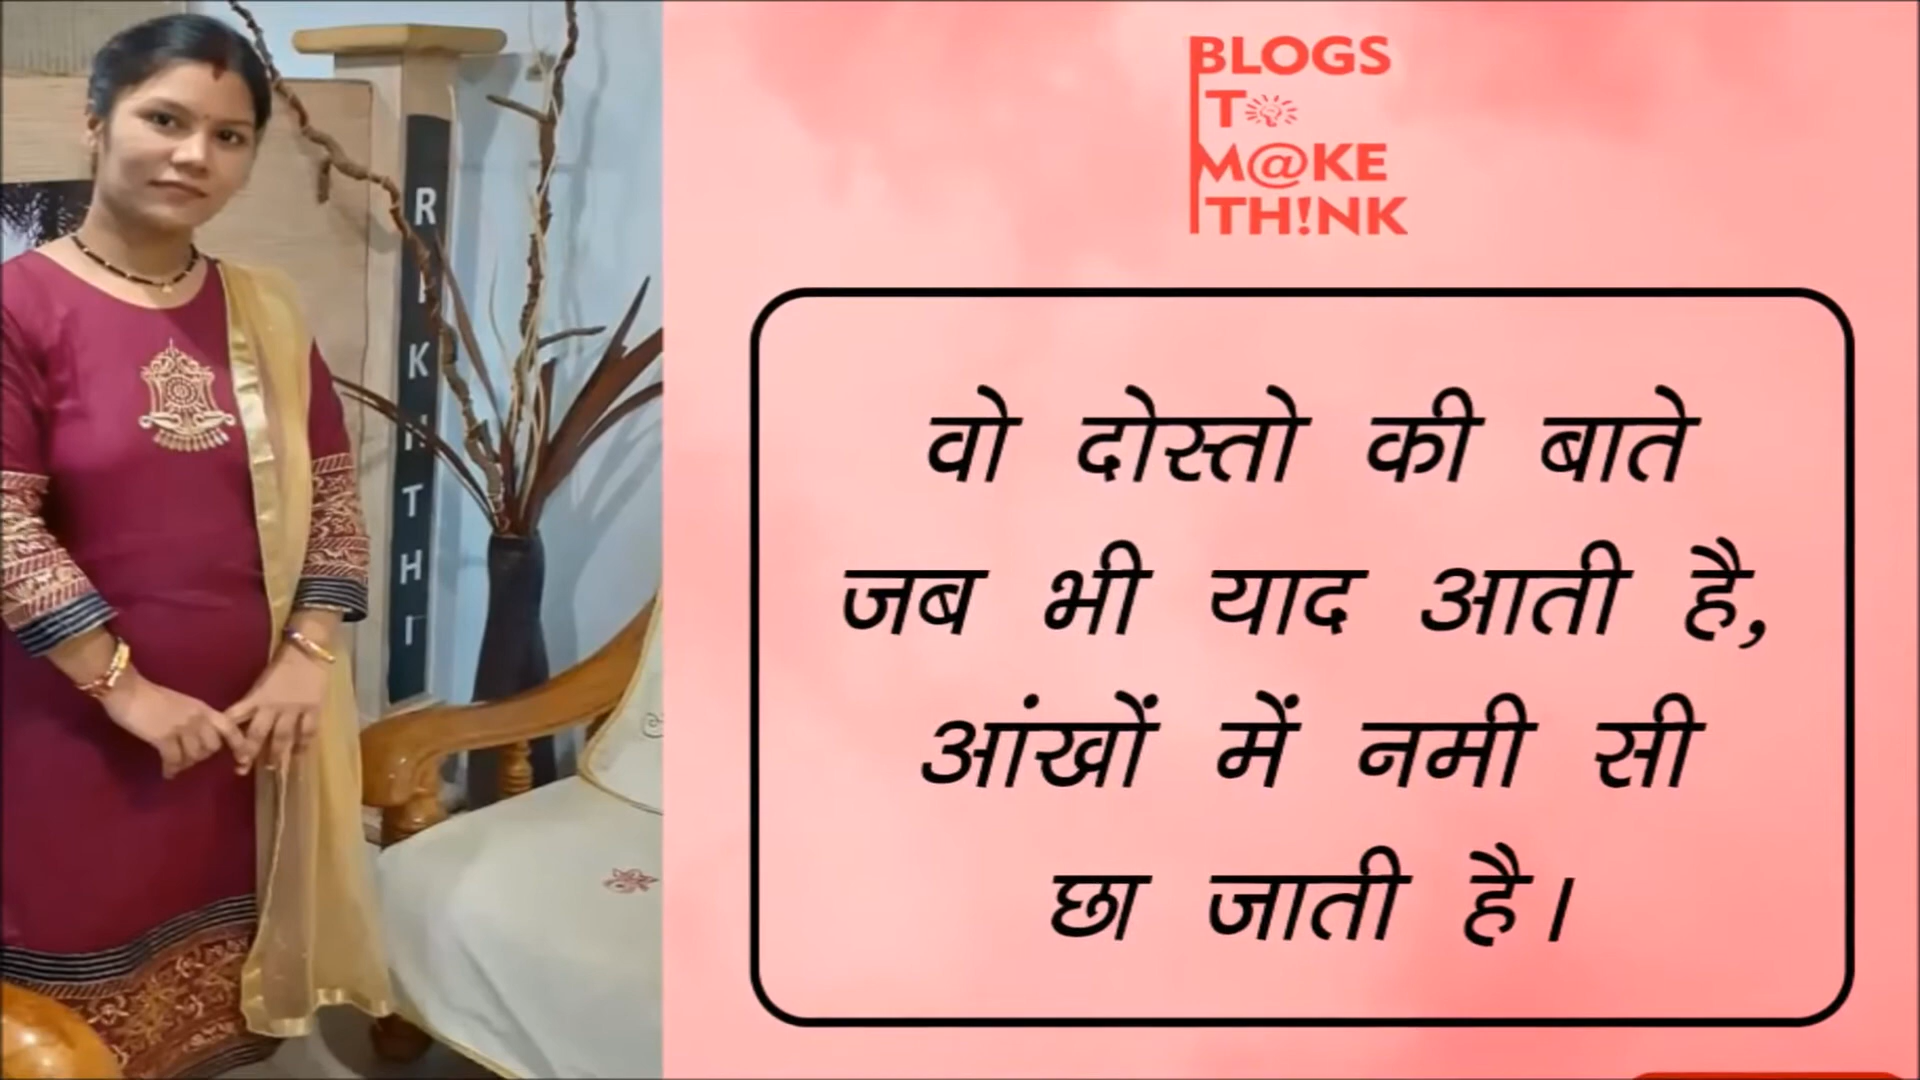 BLOGS
TO
M@KE
TH!NK
वो दोस्तो की बाते
जब भी याद आती है,
आंखों में नमी सी
छा जाती है।